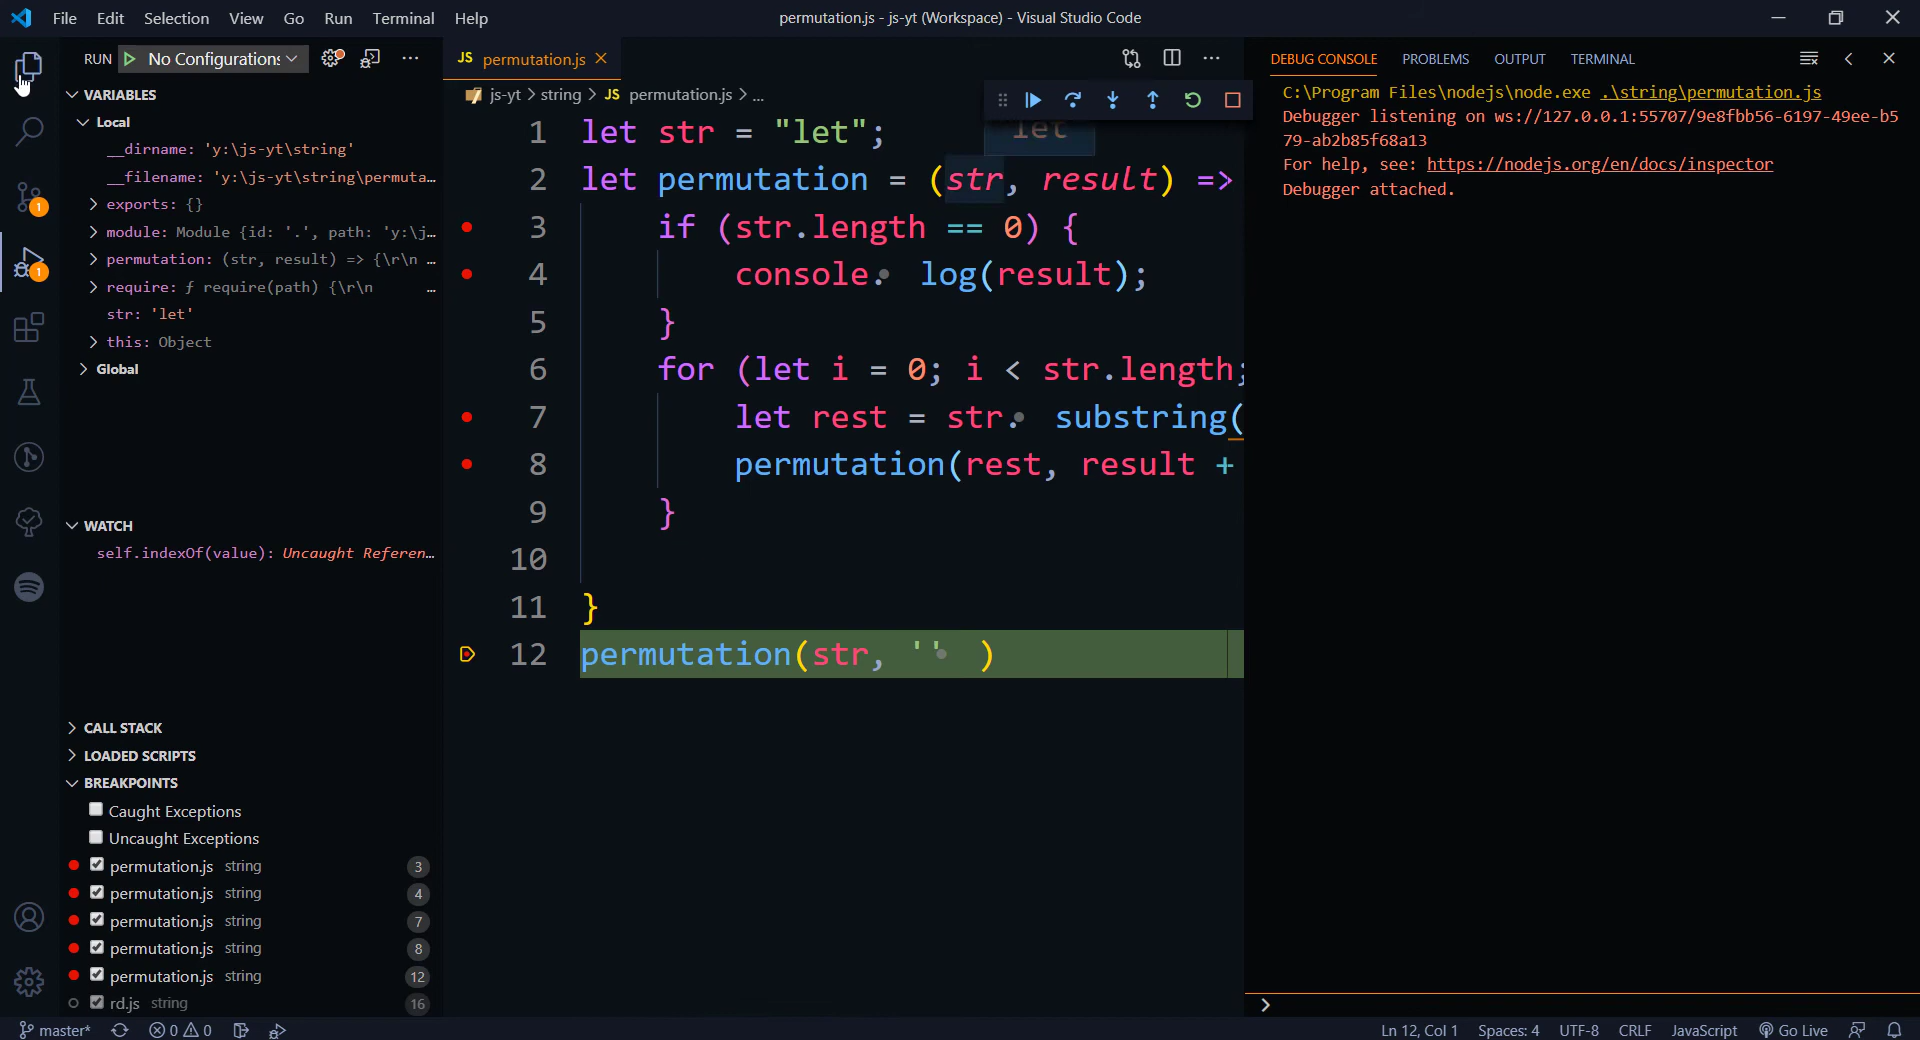 File Edit Selection View Go Run Terminal Help
permutation.js - js-yt (Workspace) - Visual Studio Code
RUN No Configurations
VARIABLES
Local
__dirname: 'y:\js-yt\string'
__filename: 'y:\js-yt\string\permuta…
exports: {}
module: Module {id: '.', path: 'y:\j…
permutation: (str, result) => {\r\n …
require: ƒ require(path) {\r\n …
str: 'let'
this: Object
Global
WATCH
self.indexOf(value): Uncaught Referen…
CALL STACK
LOADED SCRIPTS
BREAKPOINTS
Caught Exceptions
Uncaught Exceptions
permutation.js string 3
permutation.js string 4
permutation.js string 7
permutation.js string 8
permutation.js string 12
rd.js string 16
1
1
JS permutation.js
js-yt > string > JS permutation.js > ...
'let'
1 let str = "let";
2 let permutation = (str, result) =>
3 if (str.length == 0) {
4 console. log(result);
5 }
6 for (let i = 0; i < str.length;
7 let rest = str. substring(
8 permutation(rest, result +
9 }
10
11 }
12 permutation(str, '' )
DEBUG CONSOLE PROBLEMS OUTPUT TERMINAL
C:\Program Files\nodejs\node.exe .\string\permutation.js
Debugger listening on ws://127.0.0.1:55707/9e8fbb56-6197-49ee-b5
79-ab2b85f68a13
For help, see: https://nodejs.org/en/docs/inspector
Debugger attached.
master* 0 0
Ln 12, Col 1 Spaces: 4 UTF-8 CRLF JavaScript Go Live